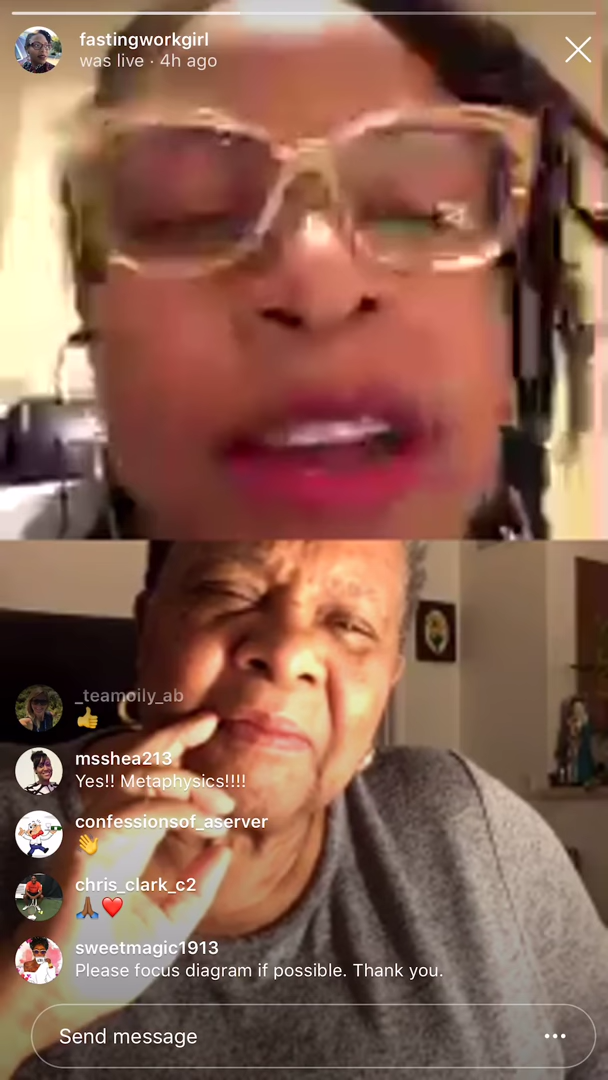 fastingworkgirl
was live · 4h ago
_teamoily_ab
👍
msshea213
Yes!! Metaphysics!!!!
confessionsof_aserver
👋
chris_clark_c2
🙏🏾❤️
sweetmagic1913
Please focus diagram if possible. Thank you.
Send message